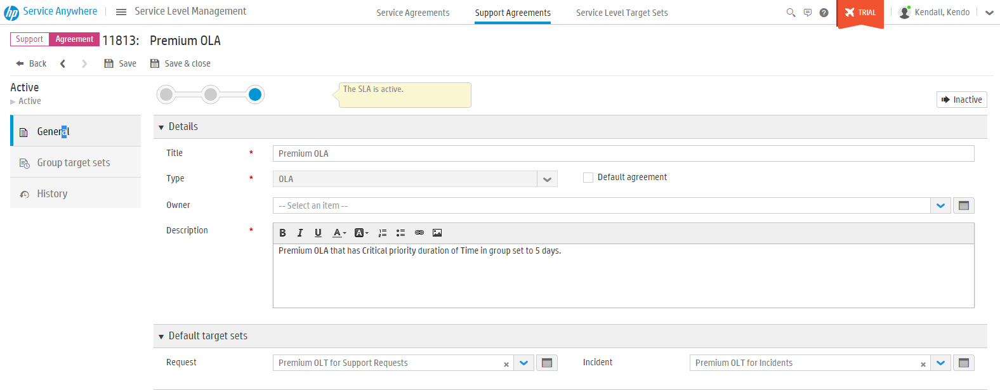 hp Service Anywhere Service Level Management Service Agreements Support Agreements Service Level Target Sets ? TRIAL Kendall, Kendo
Support Agreement 11813: Premium OLA
Back Save Save & close
Active
Active
The SLA is active.
Inactive
General
Group target sets
History
Details
Title * Premium OLA
Type * OLA Default agreement
Owner -- Select an item --
Description *
B I U A A
Premium OLA that has Critical priority duration of Time in group set to 5 days.
Default target sets
Request Premium OLT for Support Requests × Incident Premium OLT for Incidents ×